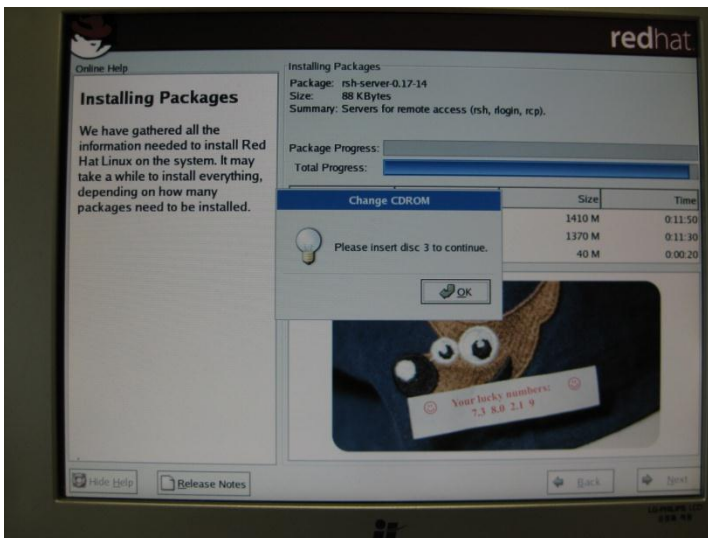 redhat
Online Help
Installing Packages
We have gathered all the
information needed to install Red
Hat Linux on the system. It may
take a while to install everything,
depending on how many
packages need to be installed.
Installing Packages
Package: rsh-server-0.17-14
Size: 88 KBytes
Summary: Servers for remote access (rsh, rlogin, rcp).
Package Progress:
Total Progress:
Size Time
1410 M 0:11:50
1370 M 0:11:30
40 M 0:00:20
Change CDROM
Please insert disc 3 to continue.
OK
Your lucky numbers:
7.3 8.0 2.1 9
Hide Help
Release Notes
Back
Next